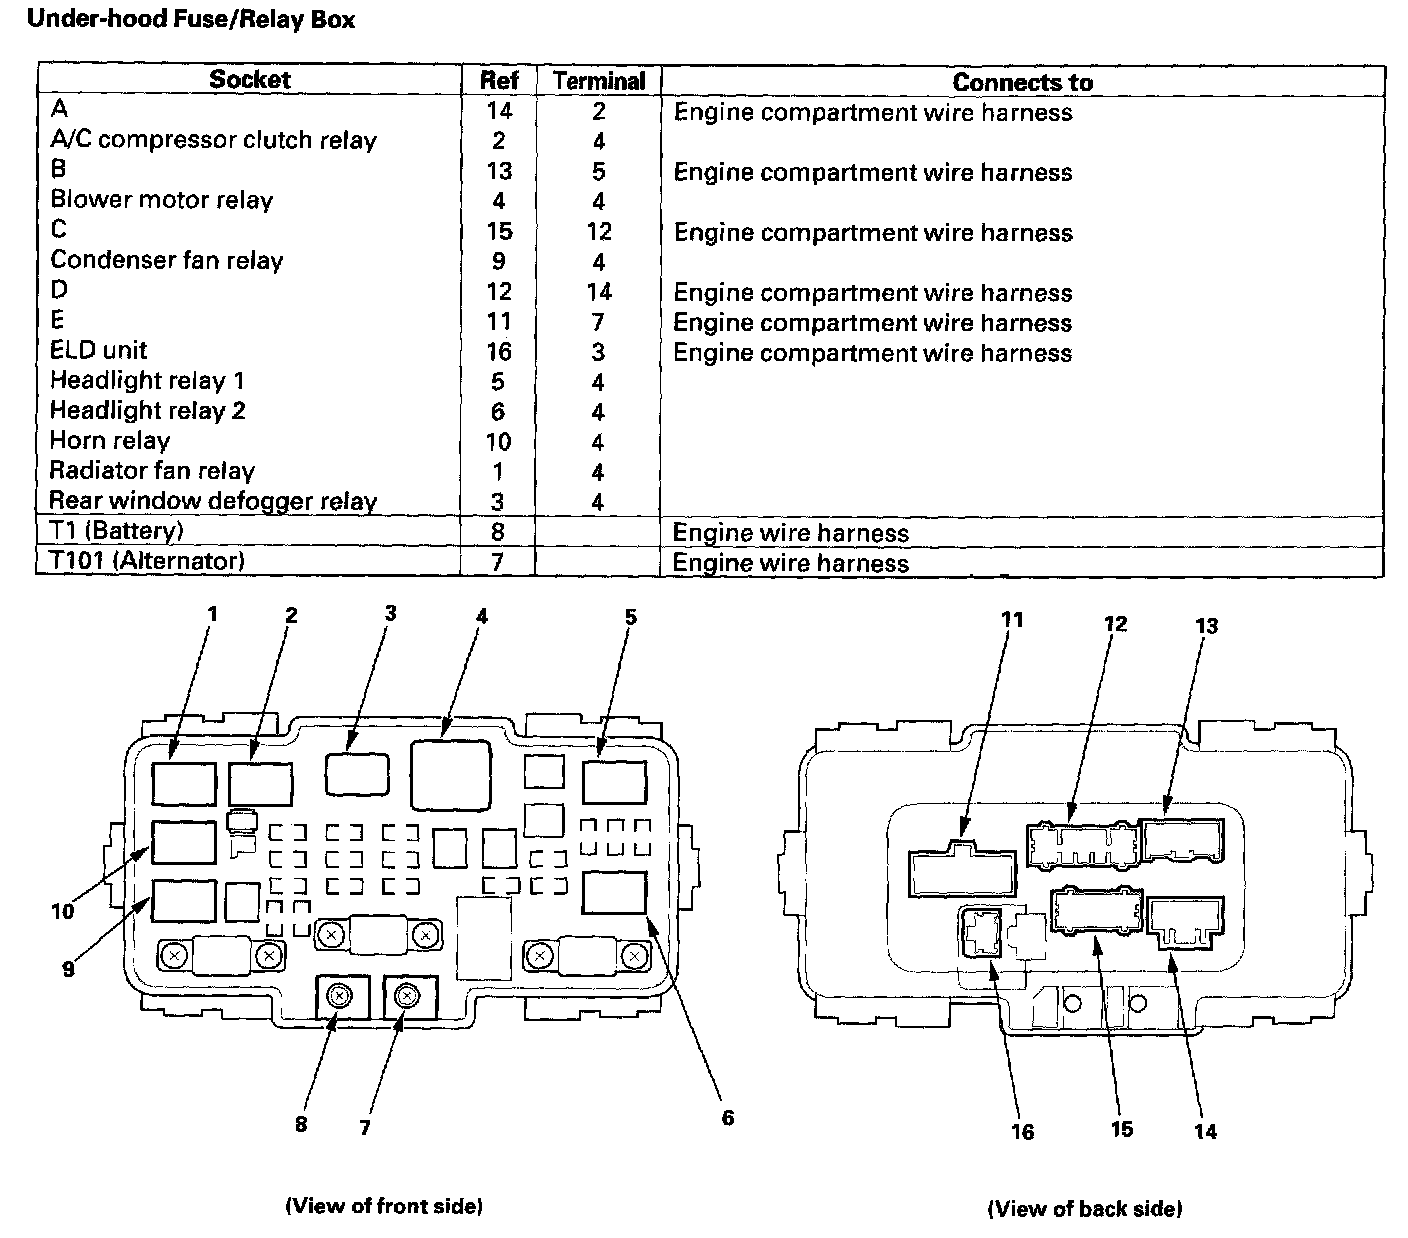 Under-hood Fuse/Relay Box
Socket Ref Terminal Connects to
A 14 2 Engine compartment wire harness
A/C compressor clutch relay 2 4
B 13 5 Engine compartment wire harness
Blower motor relay 4 4
C 15 12 Engine compartment wire harness
Condenser fan relay 9 4
D 12 14 Engine compartment wire harness
E 11 7 Engine compartment wire harness
ELD unit 16 3 Engine compartment wire harness
Headlight relay 1 5 4
Headlight relay 2 6 4
Horn relay 10 4
Radiator fan relay 1 4
Rear window defogger relay 3 4
T1 (Battery) 8 Engine wire harness
T101 (Alternator) 7 Engine wire harness
1 2 3 4 5 11 12 13
10
9
8 7 6 16 15 14
(View of front side) (View of back side)